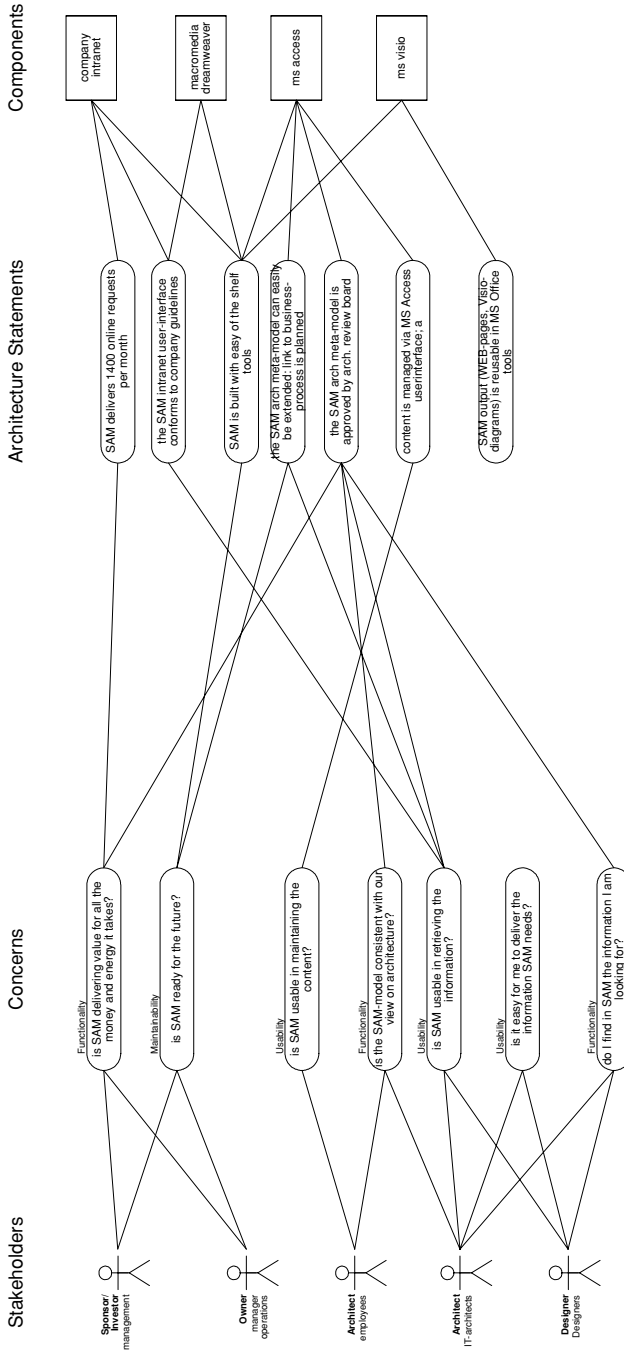 Stakeholders
Concerns
Architecture Statements
Components
Sponsor/
Investor
management
Owner
manager
operations
Architect
employees
Architect
IT-architects
Designer
Designers
Functionality
is SAM delivering value for all the
money and energy it takes?
Maintainability
is SAM ready for the future?
Usability
is SAM usable in maintaining the
content?
Functionality
is the SAM-model consistent with our
view on architecture?
Usability
is SAM usable in retrieving the
information?
Usability
is it easy for me to deliver the
information SAM needs?
Functionality
do I find in SAM the information I am
looking for?
SAM delivers 1400 online requests
per month
the SAM intranet user-interface
conforms to company guidelines
SAM is built with easy of the shelf
tools
the SAM arch meta-model can easily
be extended: link to business-
process is planned
the SAM arch meta-model is
approved by arch. review board
content is managed via MS Access
userinterface; a
SAM output (WEB-pages, Visio-
diagrams) is reusable in MS Office
tools
company
intranet
macromedia
dreamweaver
ms access
ms visio